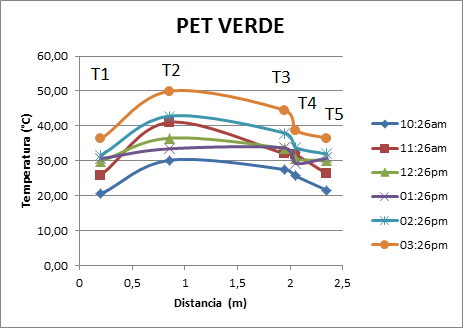 PET VERDE
60,00
50,00
40,00
30,00
20,00
10,00
0,00
Temperatura (°C)
T1
T2
T3
T4
T5
0
0,5
1
1,5
2
2,5
Distancia (m)
10:26am
11:26am
12:26pm
01:26pm
02:26pm
03:26pm